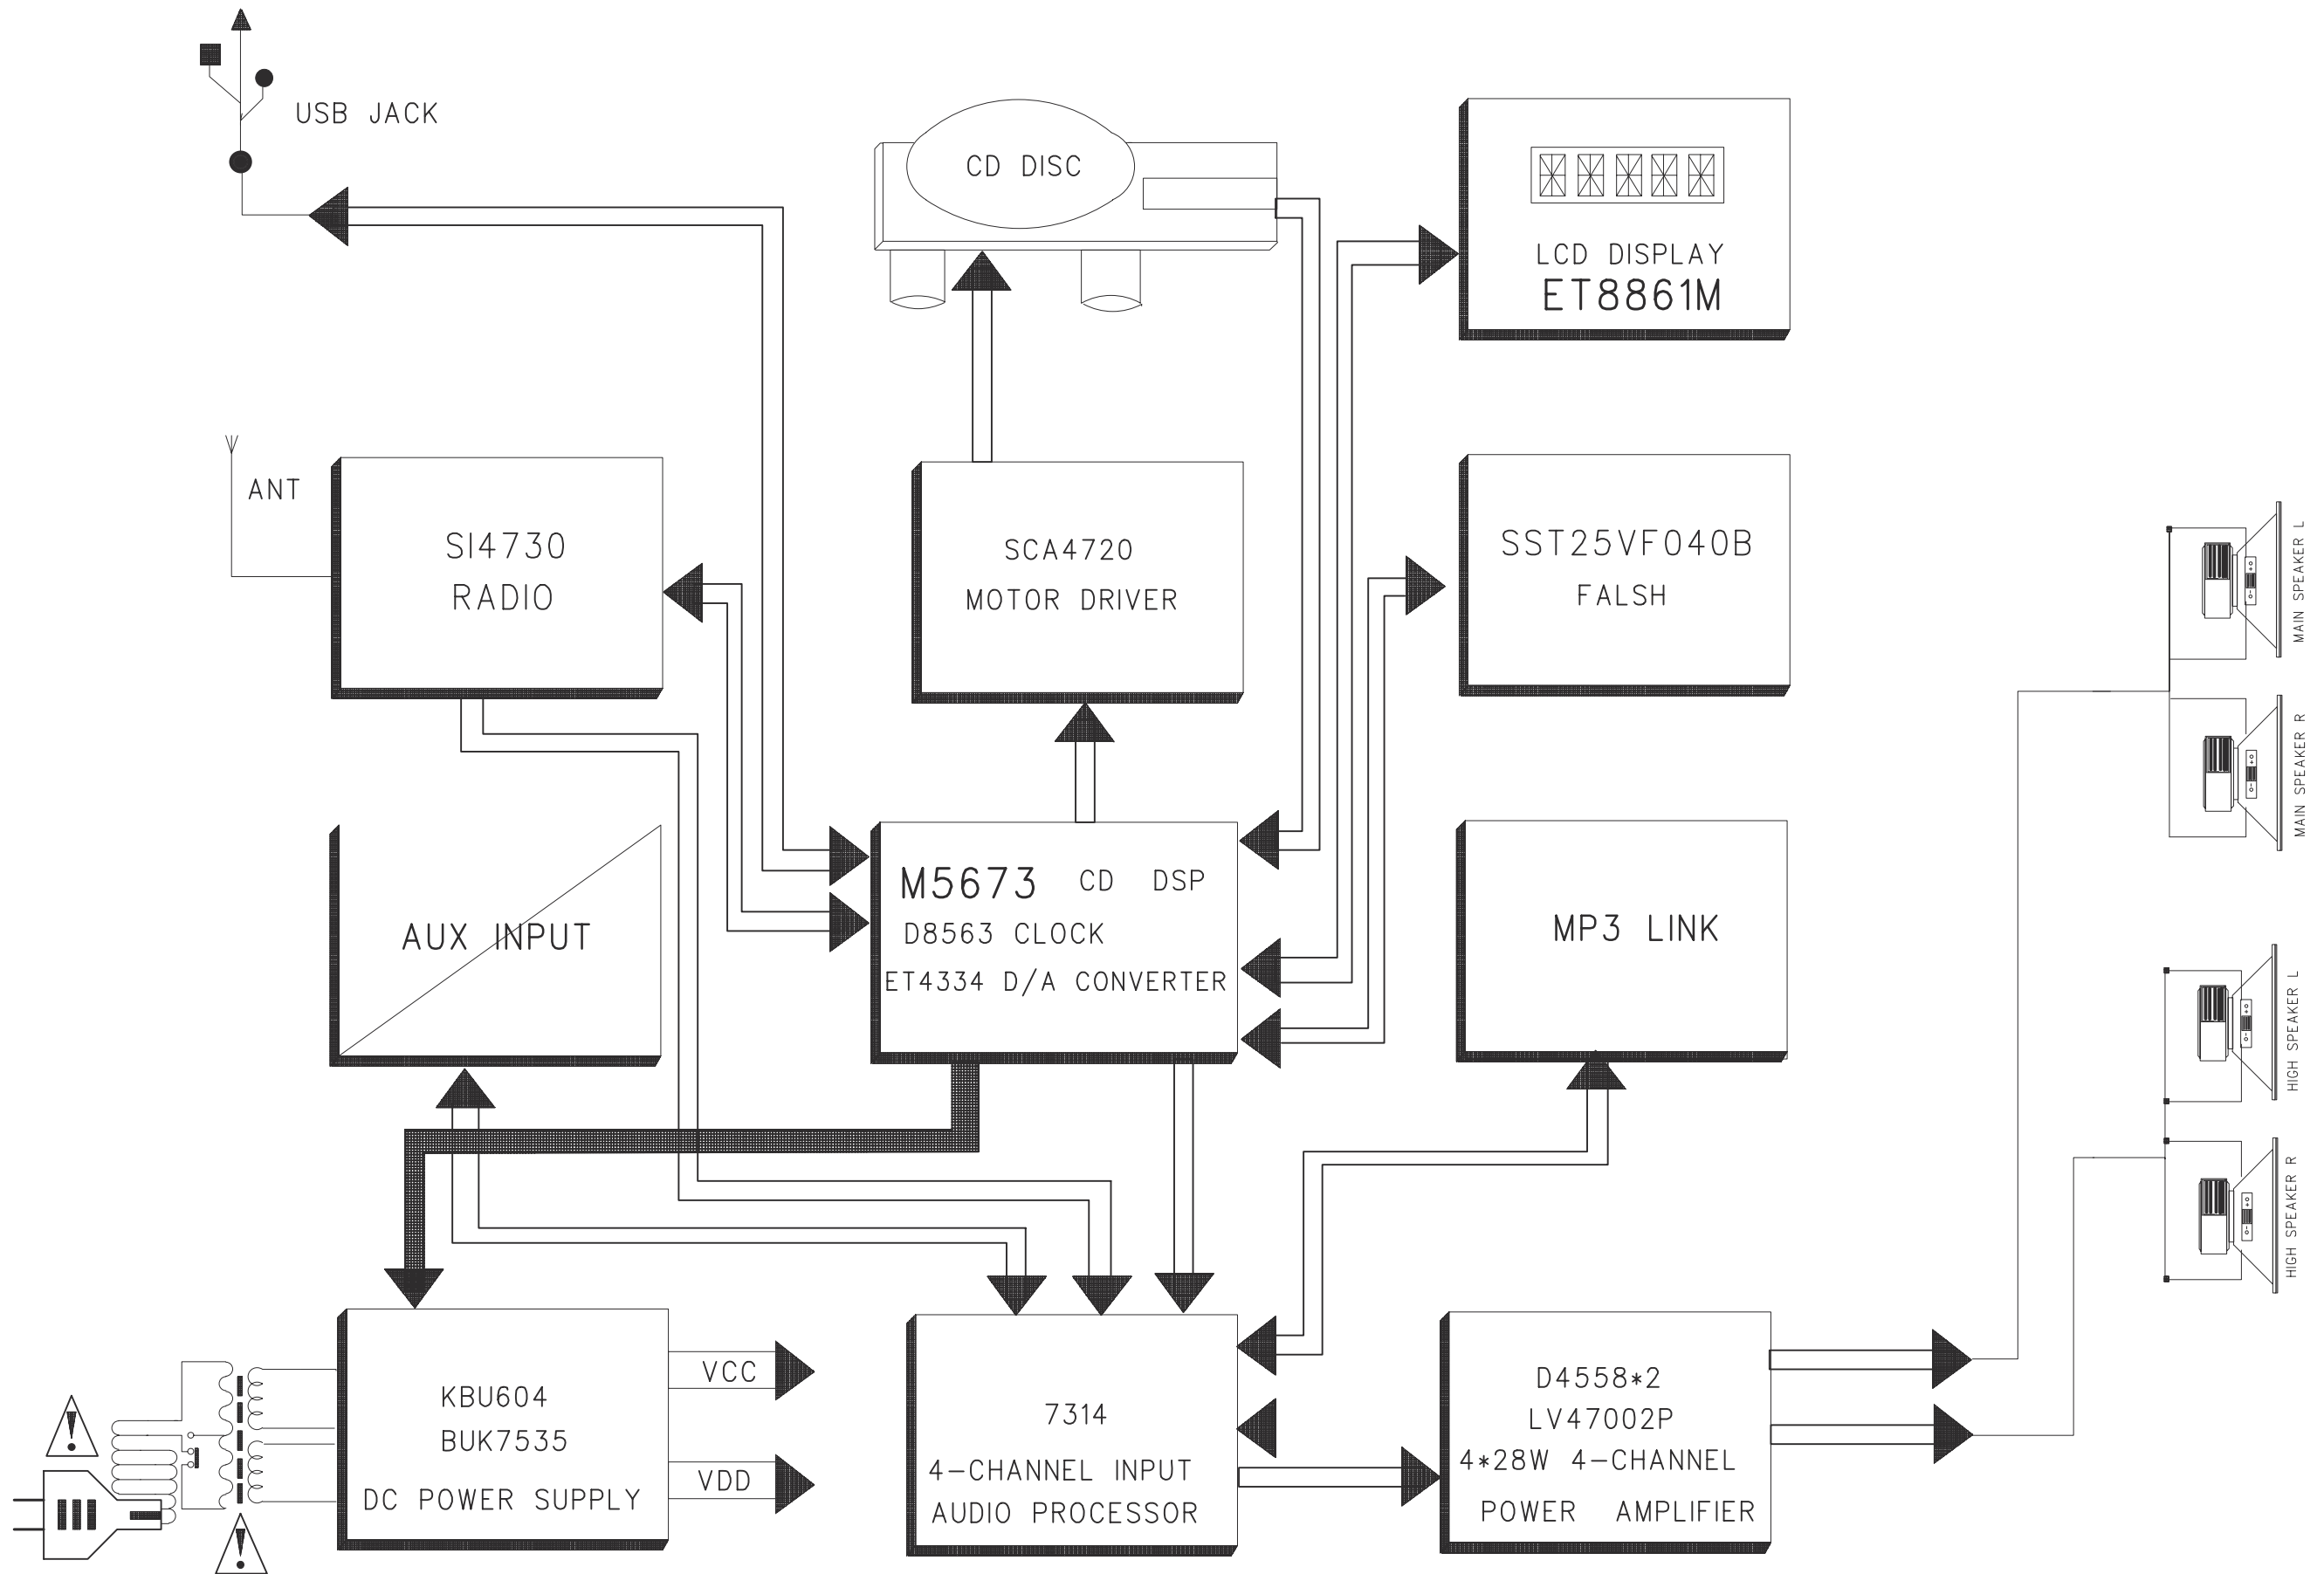 USB JACK
CD DISC
LCD DISPLAY
ET8861M
ANT
SI4730
RADIO
SCA4720
MOTOR DRIVER
SST25VF040B
FALSH
MAIN SPEAKER L
MAIN SPEAKER R
AUX INPUT
M5673 CD DSP
D8563 CLOCK
ET4334 D/A CONVERTER
MP3 LINK
HIGH SPEAKER L
HIGH SPEAKER R
KBU604
BUK7535
DC POWER SUPPLY
VCC
VDD
7314
4-CHANNEL INPUT
AUDIO PROCESSOR
D4558*2
LV47002P
4*28W 4-CHANNEL
POWER AMPLIFIER